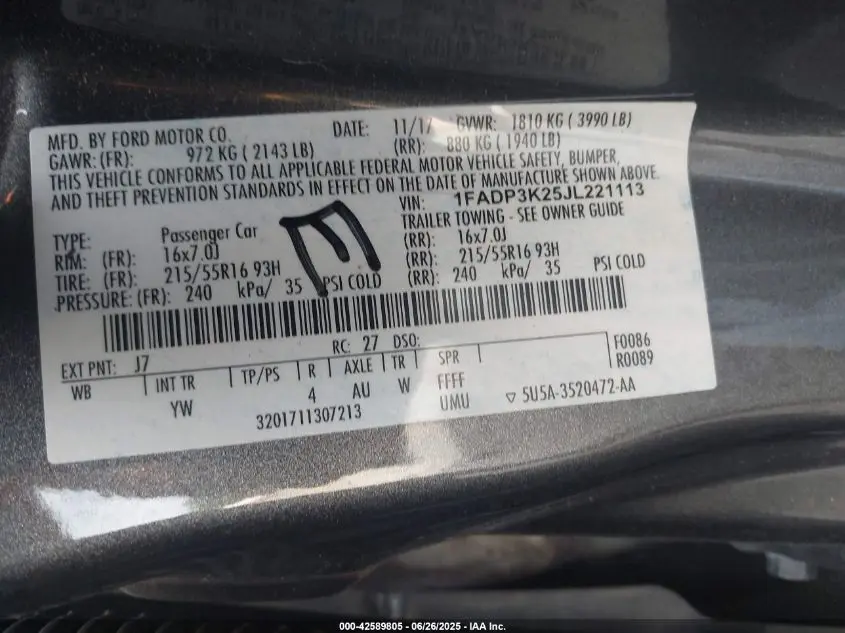 MFD. BY FORD MOTOR CO. DATE: 11/17 GVWR: 1810 KG ( 3990 LB)
GAWR: (FR): 972 KG ( 2143 LB) (RR): 880 KG ( 1940 LB)
THIS VEHICLE CONFORMS TO ALL APPLICABLE FEDERAL MOTOR VEHICLE SAFETY, BUMPER,
AND THEFT PREVENTION STANDARDS IN EFFECT ON THE DATE OF MANUFACTURE SHOWN ABOVE.
VIN: 1FADP3K25JL221113
TYPE: Passenger Car TRAILER TOWING - SEE OWNER GUIDE
RIM: (FR): 16x7.0J (RR): 16x7.0J
TIRE: (FR): 215/55R16 93H (RR): 215/55R16 93H
PRESSURE: (FR): 240 kPa/ 35 PSI COLD (RR): 240 kPa/ 35 PSI COLD
EXT PNT: J7 RC: 27 DSO: F0086
WB INT TR TP/PS R AXLE TR SPR R0089
YW 4 AU W FFFF
3201711307213 UMU ▽ SU5A-3520472-AA
000-42589805 - 06/26/2025 - IAA Inc.